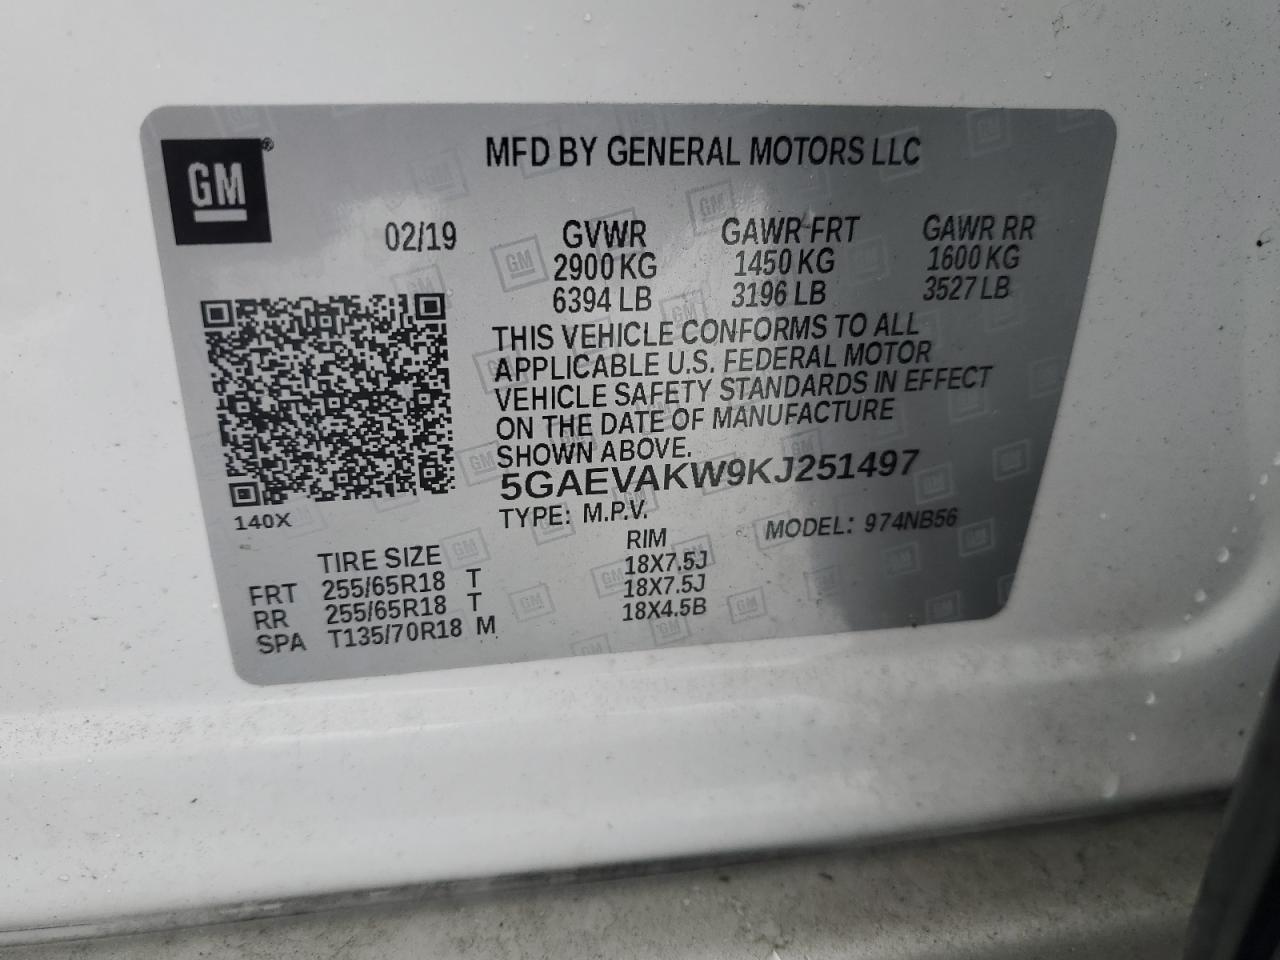 GM®
MFD BY GENERAL MOTORS LLC
02/19 GVWR GAWR FRT GAWR RR
2900 KG 1450 KG 1600 KG
6394 LB 3196 LB 3527 LB
THIS VEHICLE CONFORMS TO ALL
APPLICABLE U.S. FEDERAL MOTOR
VEHICLE SAFETY STANDARDS IN EFFECT
ON THE DATE OF MANUFACTURE
SHOWN ABOVE.
5GAEVAKW9KJ251497
140X
TYPE: M.P.V. MODEL: 974NB56
TIRE SIZE RIM
FRT 255/65R18 T 18X7.5J
RR 255/65R18 T 18X7.5J
SPA T135/70R18 M 18X4.5B